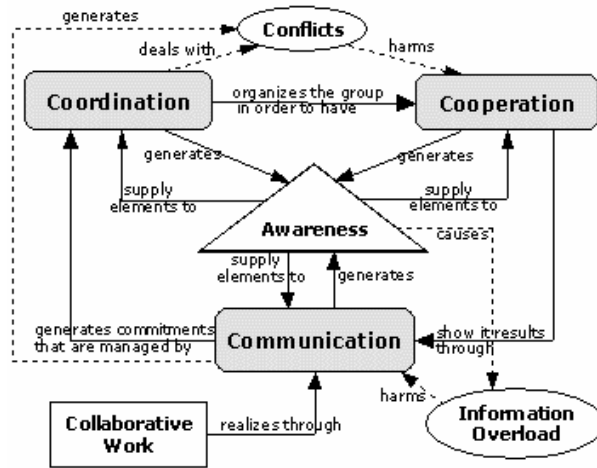 generates
Conflicts
deals with
harms
Coordination
organizes the group
in order to have
Cooperation
generates
generates
supply
elements to
supply
elements to
Awareness
causes
supply
elements to
generates
generates commitments
that are managed by
Communication
show it results
through
harms
Collaborative
Work
realizes through
Information
Overload